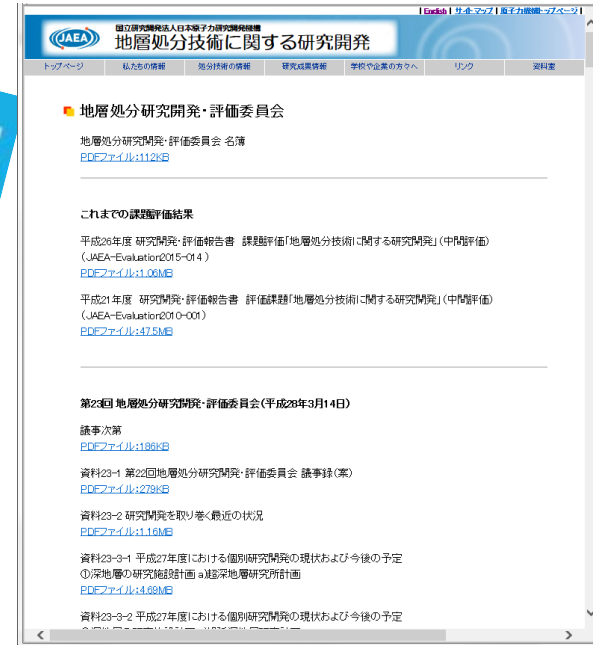 English | サイトマップ | 原子力機構トップページ |
JAEA
国立研究開発法人日本原子力研究開発機構
地層処分技術に関する研究開発
トップページ 私たちの情報 処分技術の情報 研究成果情報 学校や企業の方々へ リンク 資料室
地層処分研究開発・評価委員会
地層処分研究開発・評価委員会 名簿
PDFファイル:112KB
これまでの課題評価結果
平成26年度 研究開発・評価報告書 課題評価「地層処分技術に関する研究開発」(中間評価)
(JAEA-Evaluation2015-014 )
PDFファイル:1.06MB
平成21年度 研究開発・評価報告書 評価課題「地層処分技術に関する研究開発」(中間評価)
(JAEA-Evaluation2010-001)
PDFファイル:47.5MB
第23回 地層処分研究開発・評価委員会(平成28年3月14日)
議事次第
PDFファイル:186KB
資料23-1 第22回地層処分研究開発・評価委員会 議事録(案)
PDFファイル:279KB
資料23-2 研究開発を取り巻く最近の状況
PDFファイル:1.16MB
資料23-3-1 平成27年度における個別研究開発の現状および今後の予定
①深地層の研究施設計画 a)超深地層研究所計画
PDFファイル:4.69MB
資料23-3-2 平成27年度における個別研究開発の現状および今後の予定